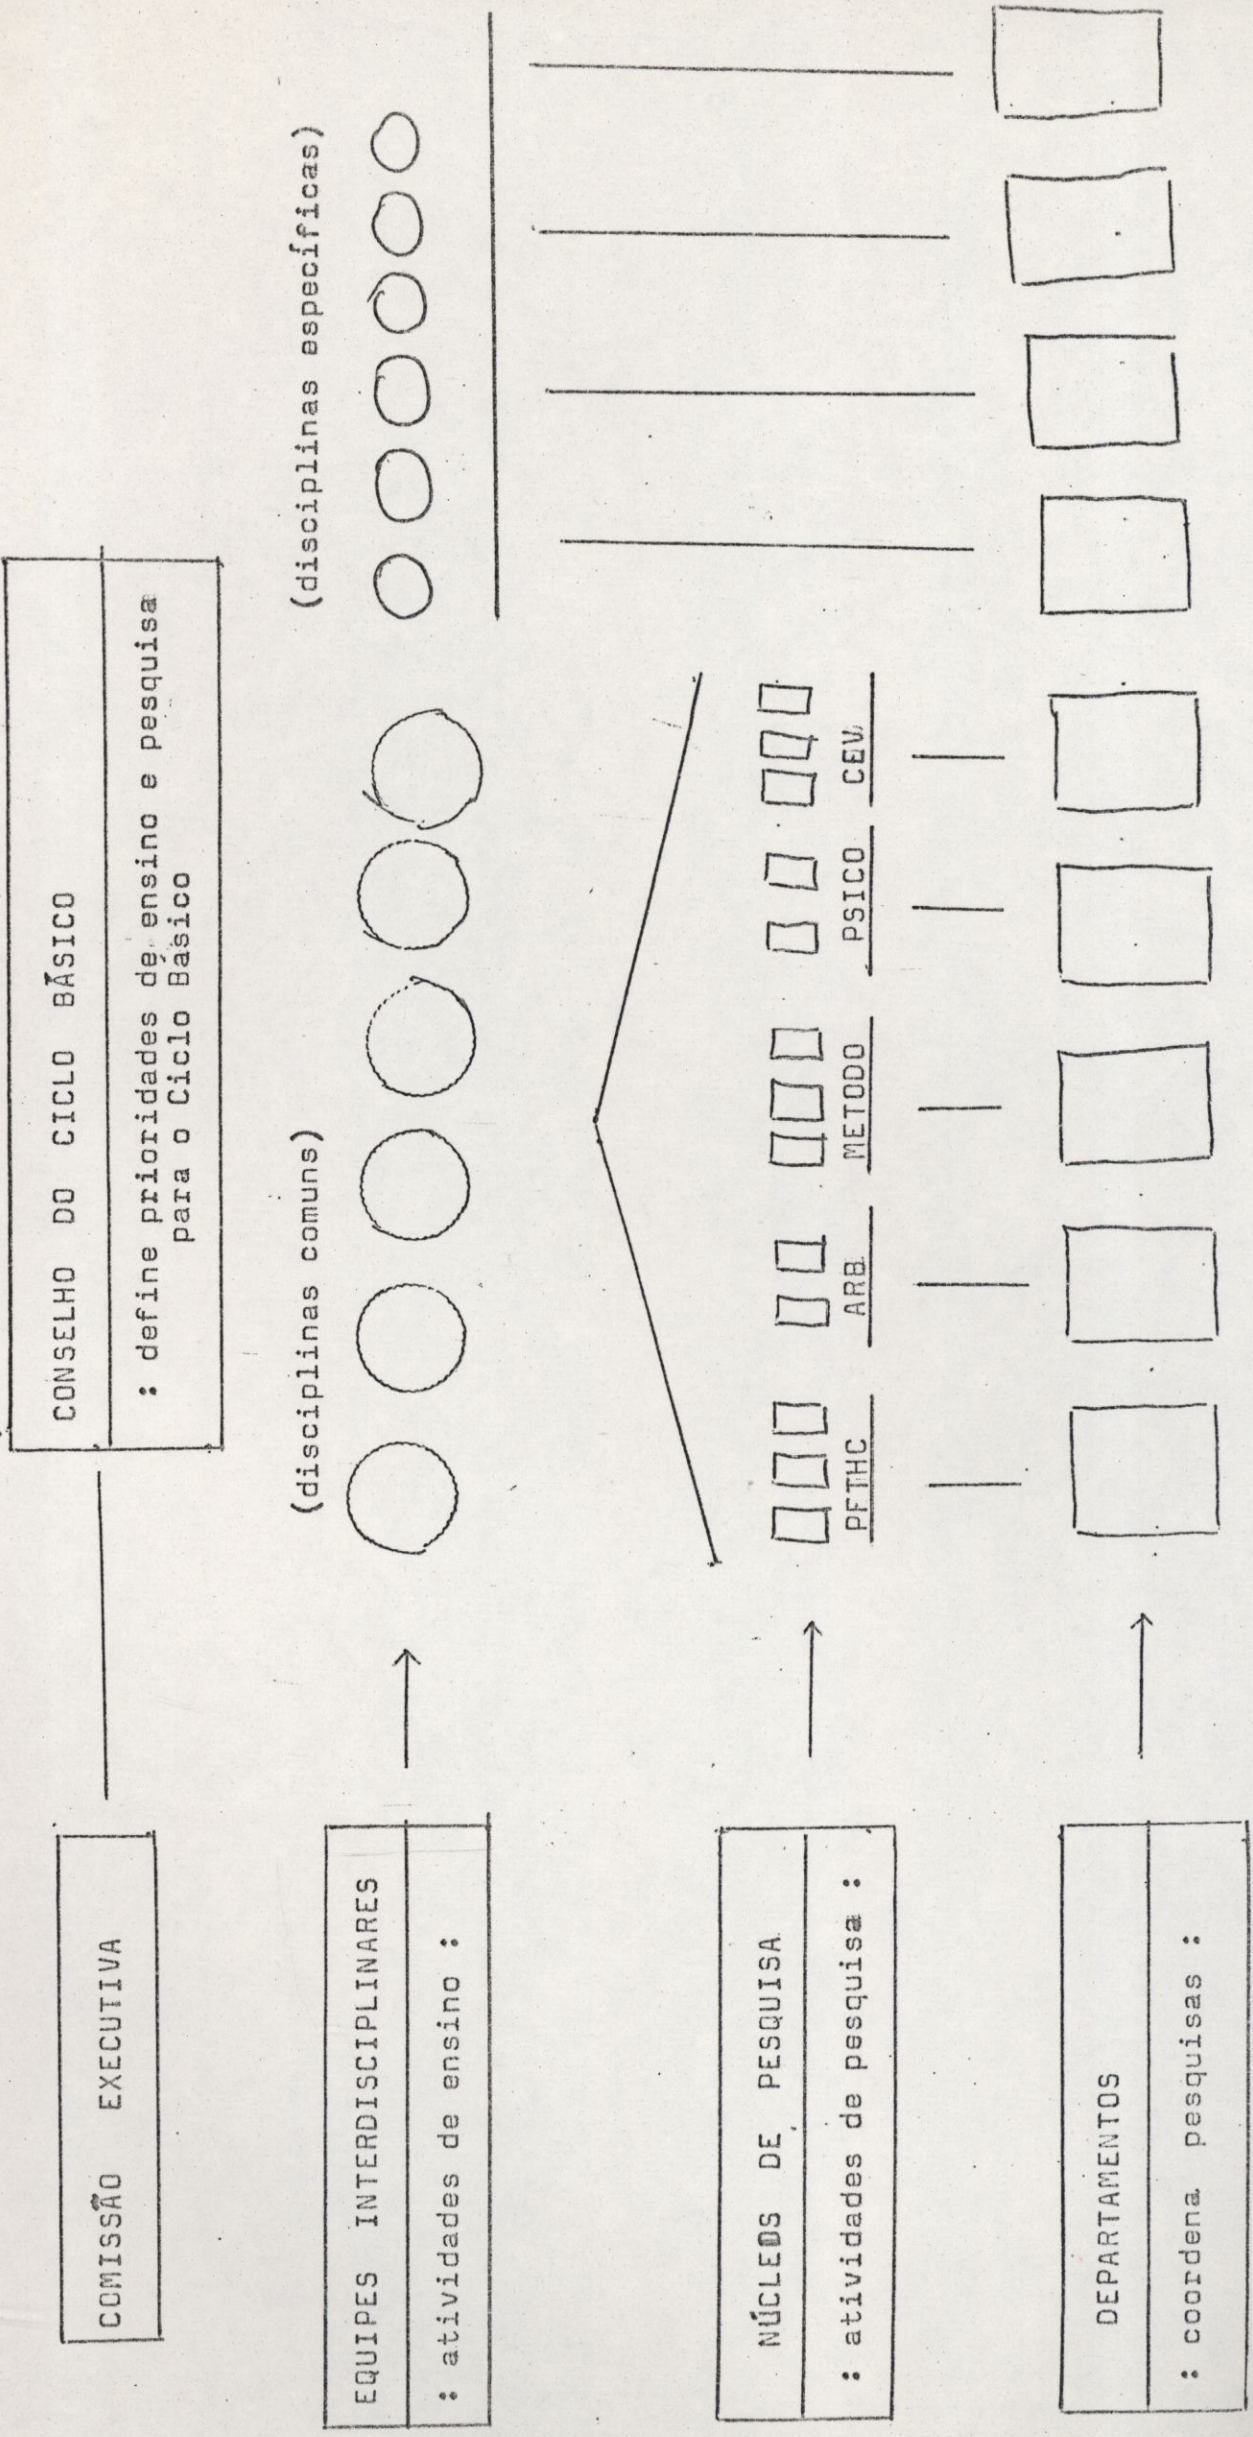 CONSELHO DO CICLO BÁSICO
: define prioridades de ensino e pesquisa
para o Ciclo Básico
COMISSÃO EXECUTIVA
(disciplinas comuns)
(disciplinas específicas)
EQUIPES INTERDISCIPLINARES
: atividades de ensino :
NÚCLEOS DE PESQUISA
: atividades de pesquisa :
PFTHC
ARB.
METODO
PSICO
CEV.
DEPARTAMENTOS
: coordena pesquisas :